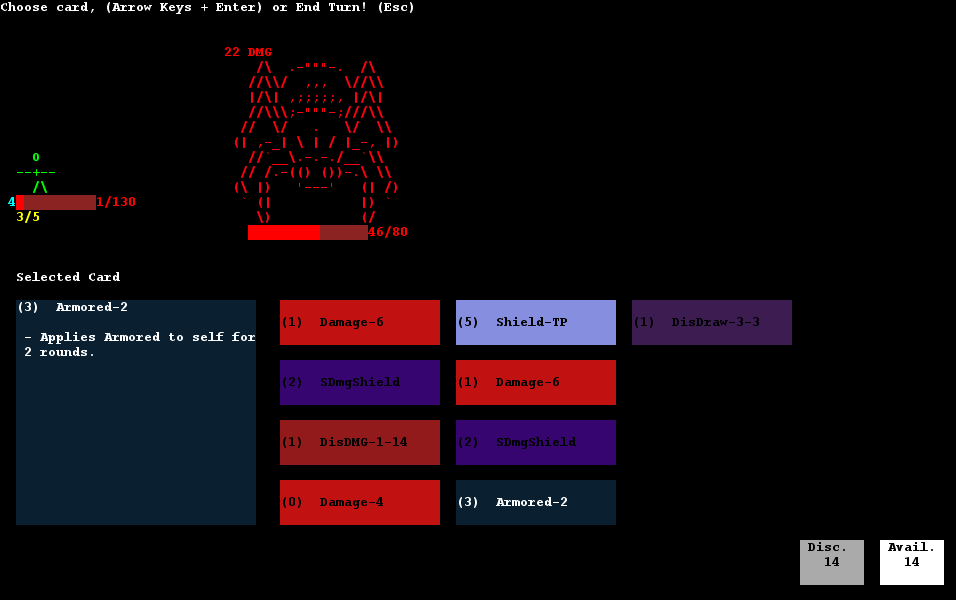 Choose card, (Arrow Keys + Enter) or End Turn! (Esc)
22 DMG
4
1/130
3/5
46/80
Selected Card
(3) Armored-2
- Applies Armored to self for
2 rounds.
(1) Damage-6
(5) Shield-TP
(1) DisDraw-3-3
(2) SDmgShield
(1) Damage-6
(1) DisDMG-1-14
(2) SDmgShield
(0) Damage-4
(3) Armored-2
Disc.
14
Avail.
14